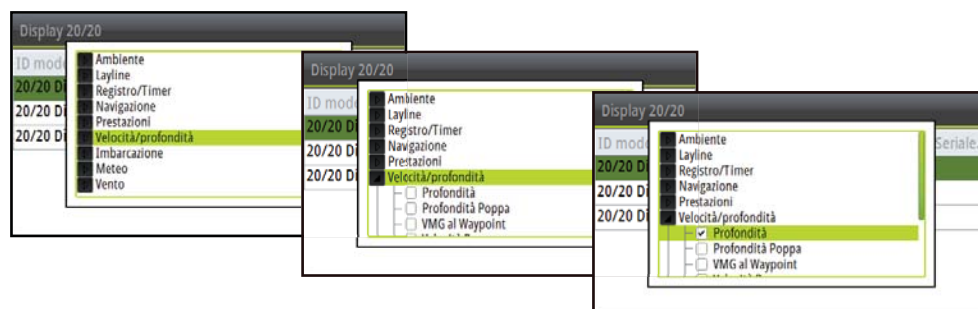 Display 20/20
ID mode
20/20 Di
20/20 Di
20/20 Di
Ambiente
Layline
Registro/Timer
Navigazione
Prestazioni
Velocità/profondità
Imbarcazione
Meteo
Vento
Display 20/20
ID mode
20/20 Di
20/20 Di
20/20 Di
Ambiente
Layline
Registro/Timer
Navigazione
Prestazioni
Velocità/profondità
Profondità
Profondità Poppa
VMG al Waypoint
Display 20/20
ID mode
Seriale.
20/20 Di
20/20 Di
20/20 Di
Ambiente
Layline
Registro/Timer
Navigazione
Prestazioni
Velocità/profondità
Profondità
Profondità Poppa
VMG al Waypoint